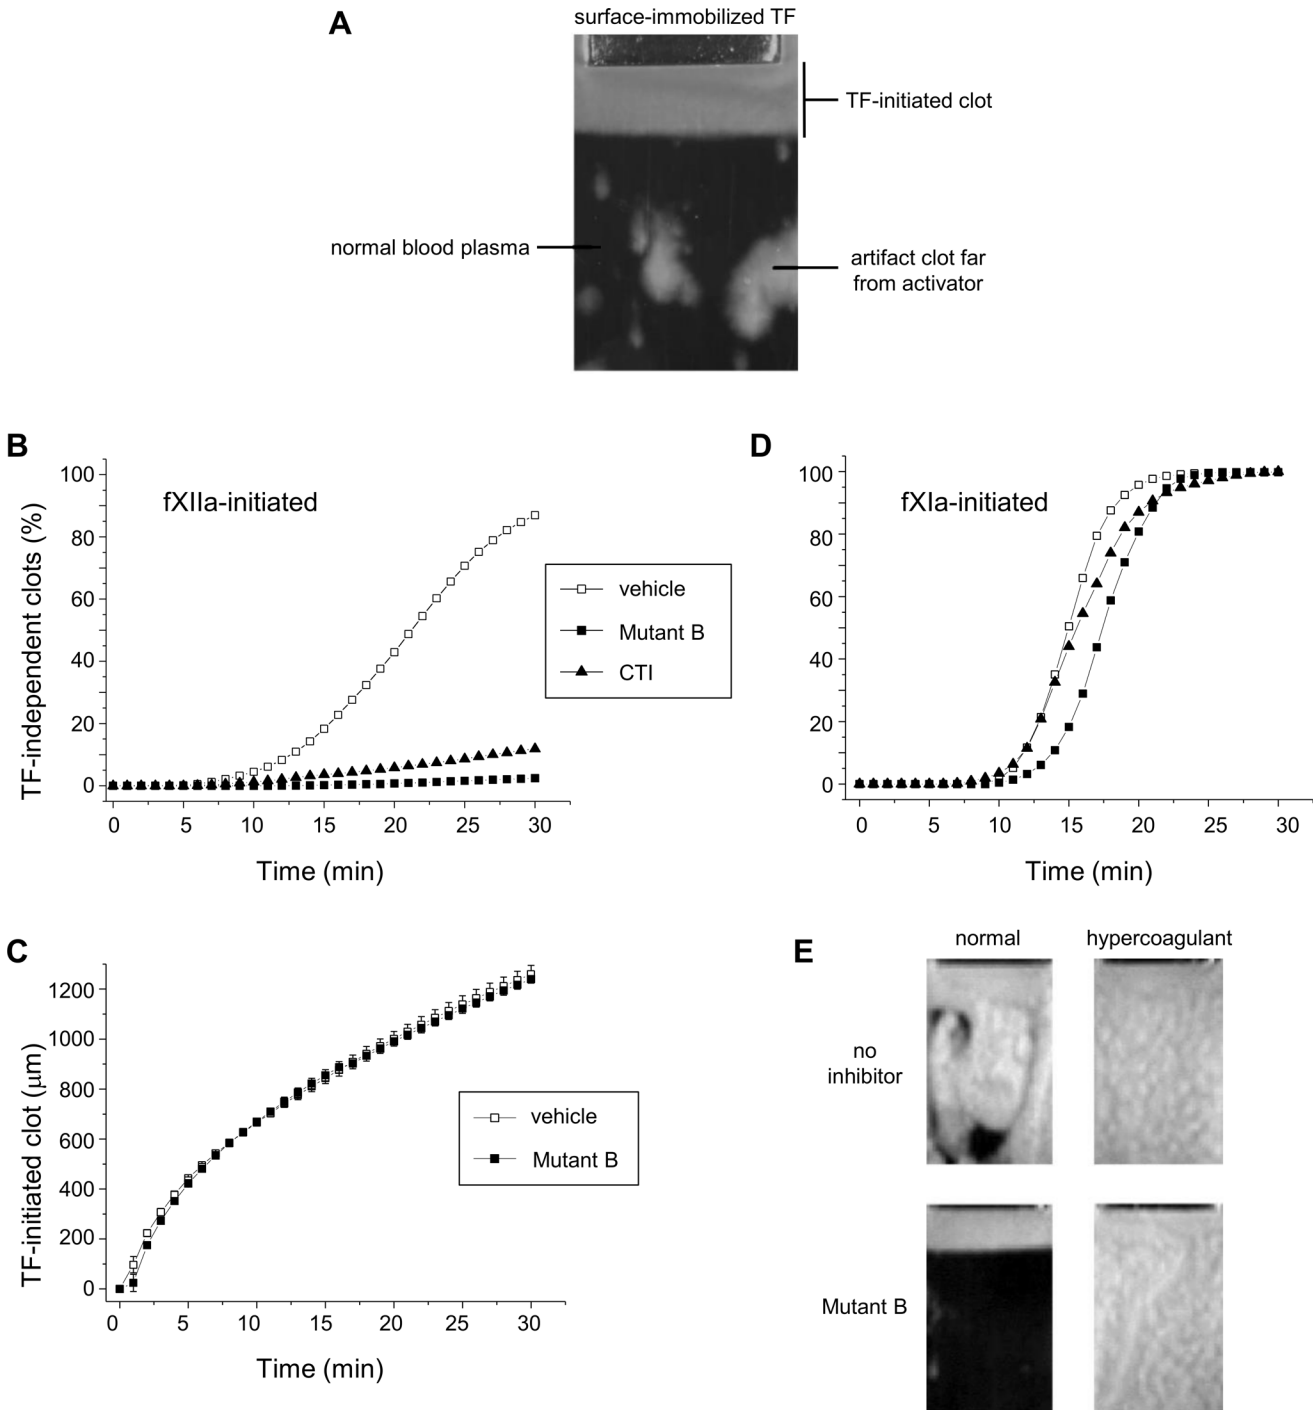 A
surface-immobilized TF
TF-initiated clot
normal blood plasma
artifact clot far
from activator
B
fXIIa-initiated
TF-independent clots (%)
100
80
60
40
20
0
0 5 10 15 20 25 30
Time (min)
vehicle
Mutant B
CTI
D
fXIa-initiated
100
80
60
40
20
0
0 5 10 15 20 25 30
Time (min)
C
TF-initiated clot (μm)
1200
1000
800
600
400
200
0
0 5 10 15 20 25 30
Time (min)
vehicle
Mutant B
E
normal hypercoagulant
no
inhibitor
Mutant B